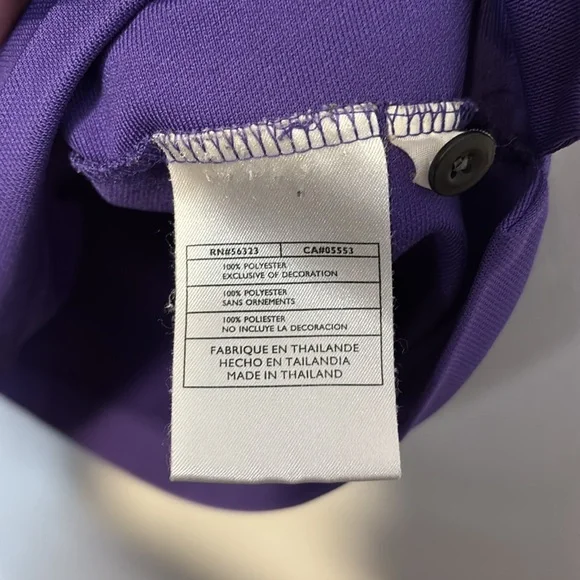 RN#56323 CA#05553
100% POLYESTER
EXCLUSIVE OF DECORATION
100% POLYESTER
SANS ORNEMENTS
100% POLIESTER
NO INCLUYE LA DECORACIÓN
FABRIQUE EN THAILANDE
HECHO EN TAILANDIA
MADE IN THAILAND